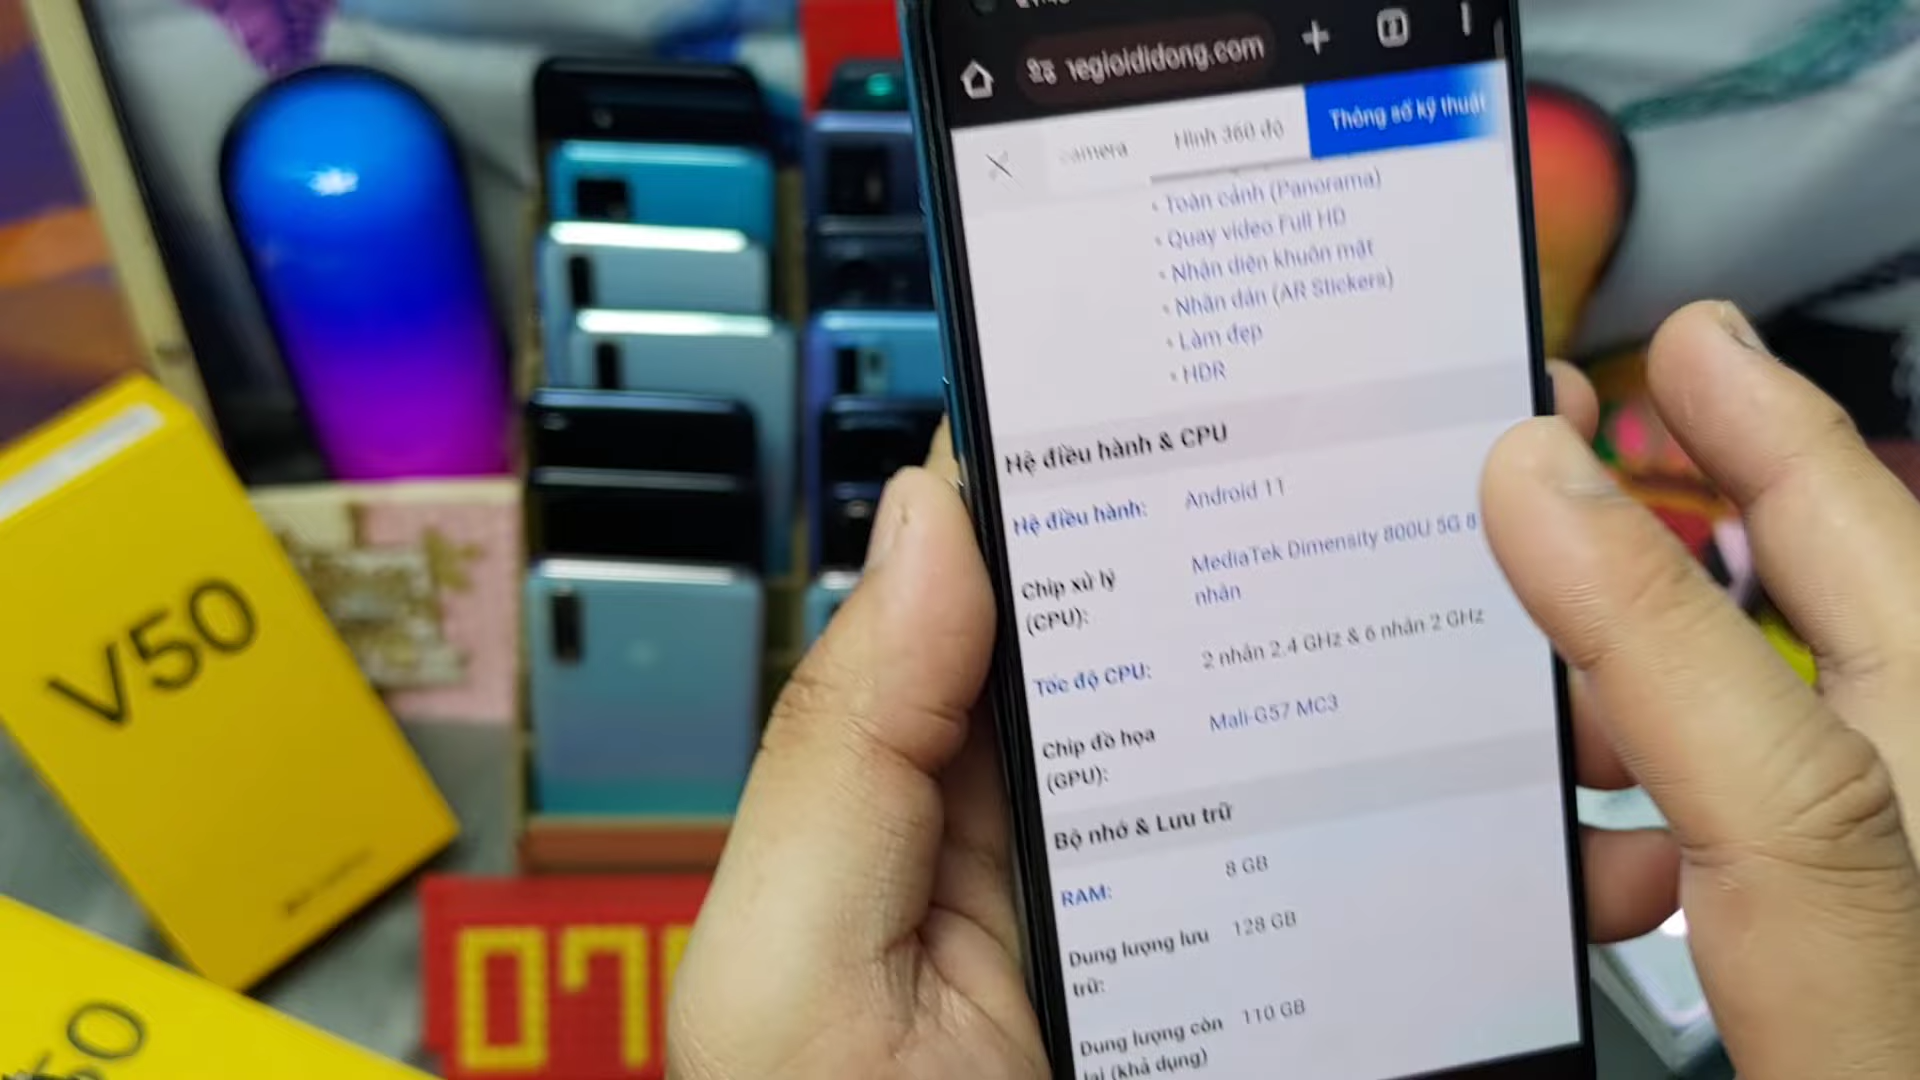 egioididong.com
camera
Hình 360 độ
Thông số kỹ thuật
• Toàn cảnh (Panorama)
• Quay video Full HD
• Nhận diện khuôn mặt
• Nhãn dán (AR Stickers)
• Làm đẹp
• HDR
Hệ điều hành & CPU
Hệ điều hành: Android 11
Chip xử lý (CPU): MediaTek Dimensity 800U 5G 8 nhân
Tốc độ CPU: 2 nhân 2.4 GHz & 6 nhân 2 GHz
Chip đồ họa (GPU): Mali-G57 MC3
Bộ nhớ & Lưu trữ
RAM: 8 GB
Dung lượng lưu trữ: 128 GB
Dung lượng còn lại (khả dụng) 110 GB
V50
50
07